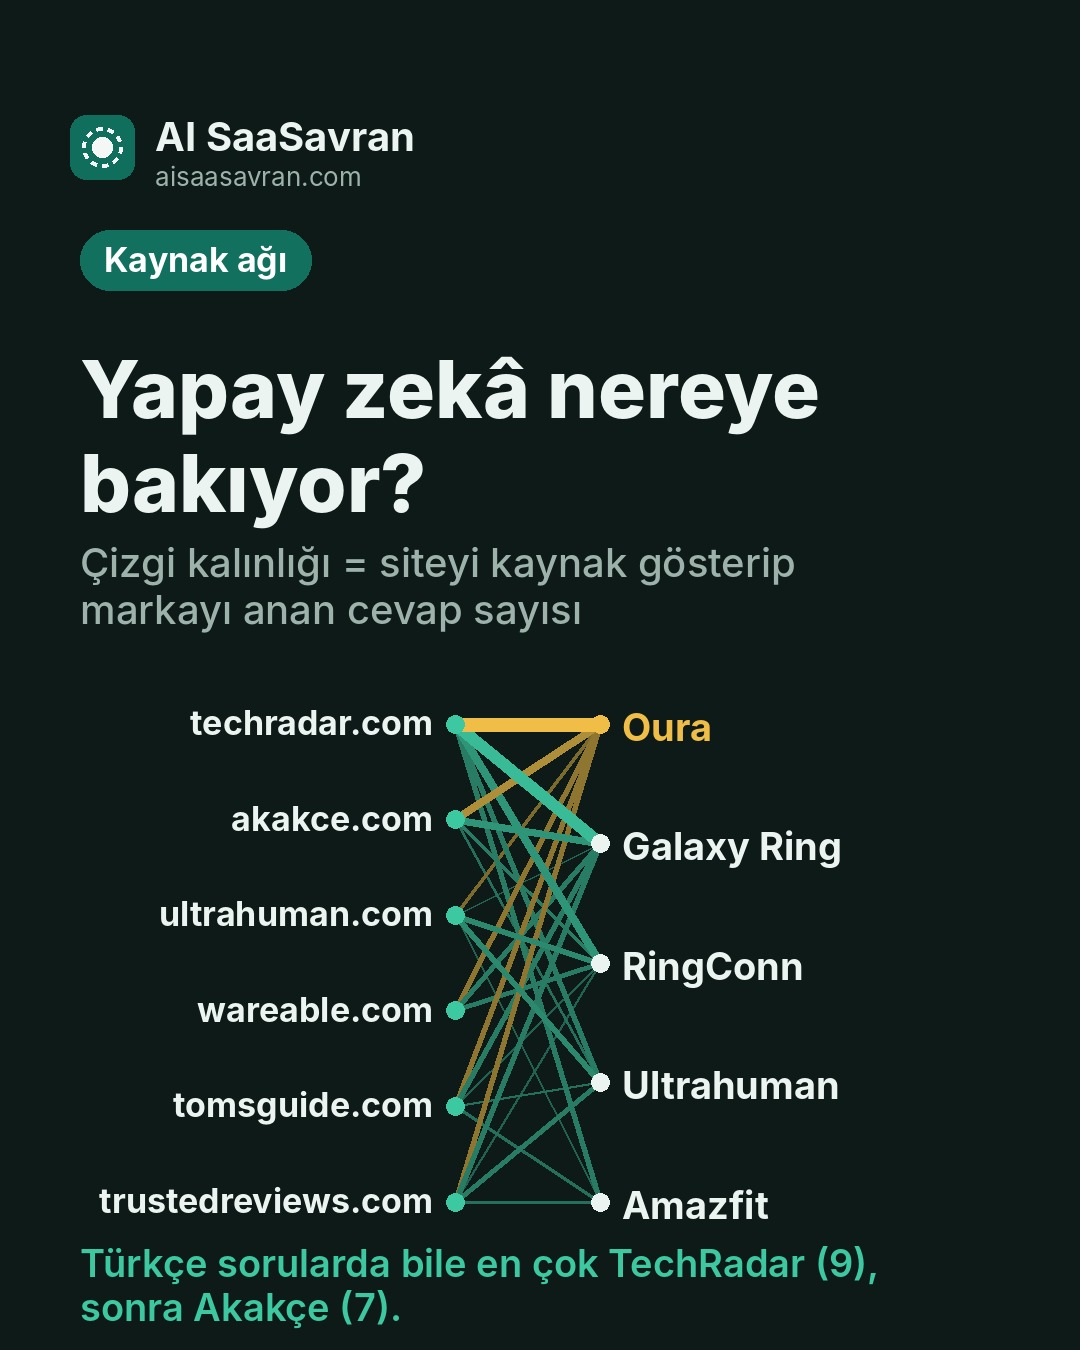 AI SaaSavran
aisaasavran.com
Kaynak ağı
Yapay zekâ nereye
bakıyor?
Çizgi kalınlığı = siteyi kaynak gösterip
markayı anan cevap sayısı
techradar.com
Oura
akakce.com
Galaxy Ring
ultrahuman.com
RingConn
wareable.com
Ultrahuman
tomsguide.com
trustedreviews.com
Amazfit
Türkçe sorularda bile en çok TechRadar (9),
sonra Akakçe (7).